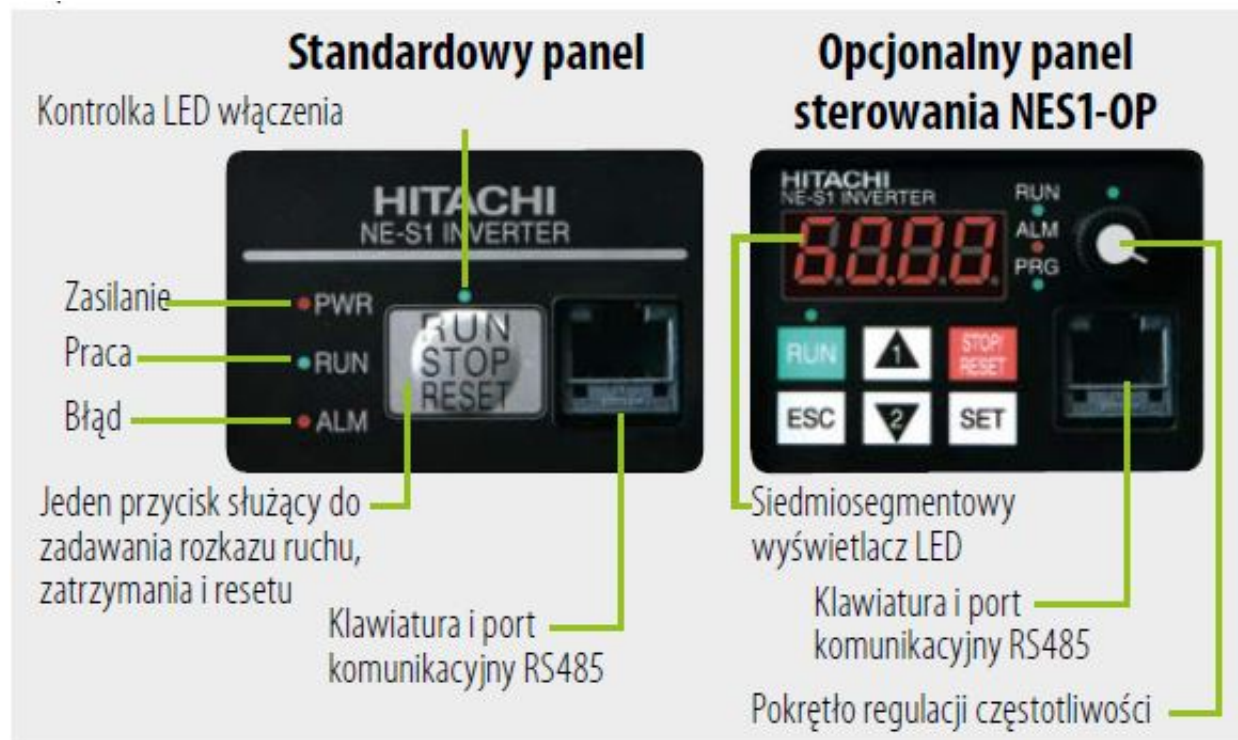 Standardowy panel
Kontrolka LED włączenia
HITACHI
NE-S1 INVERTER
Zasilanie
PWR
Praca
RUN
Błąd
ALM
RUN
STOP
RESET
Jeden przycisk służący do
zadawania rozkazu ruchu,
zatrzymania i resetu
Klawiatura i port
komunikacyjny RS485
Opcjonalny panel
sterowania NES1-OP
HITACHI
NE-S1 INVERTER
RUN
ALM
PRG
50.00
RUN
1
STOP/
RESET
ESC
2
SET
Siedmiosegmentowy
wyświetlacz LED
Klawiatura i port
komunikacyjny RS485
Pokrętło regulacji częstotliwości